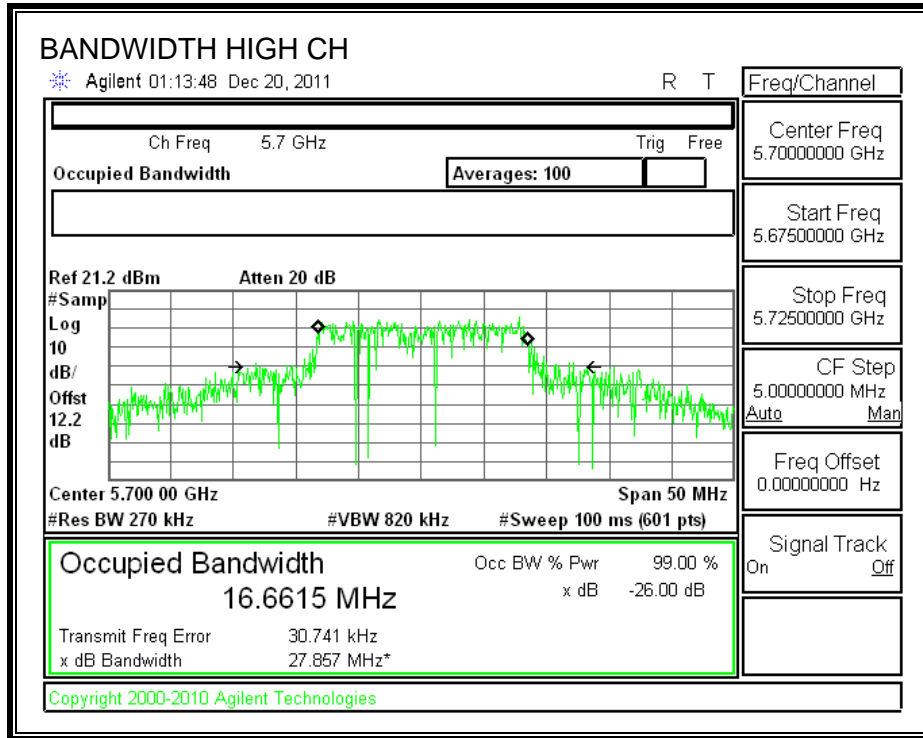 BANDWIDTH HIGH CH
Agilent 01:13:48 Dec 20, 2011 R T
Freq/Channel
Ch Freq 5.7 GHz Trig Free
Occupied Bandwidth Averages: 100
Center Freq
5.70000000 GHz
Start Freq
5.67500000 GHz
Stop Freq
5.72500000 GHz
CF Step
5.00000000 MHz
Auto Man
Freq Offset
0.00000000 Hz
Signal Track
On Off
Ref 21.2 dBm Atten 20 dB
#Samp
Log
10
dB/
Offst
12.2
dB
Center 5.700 00 GHz Span 50 MHz
#Res BW 270 kHz #VBW 820 kHz #Sweep 100 ms (601 pts)
Occupied Bandwidth Occ BW % Pwr 99.00 %
16.6615 MHz x dB -26.00 dB
Transmit Freq Error 30.741 kHz
x dB Bandwidth 27.857 MHz*
Copyright 2000-2010 Agilent Technologies